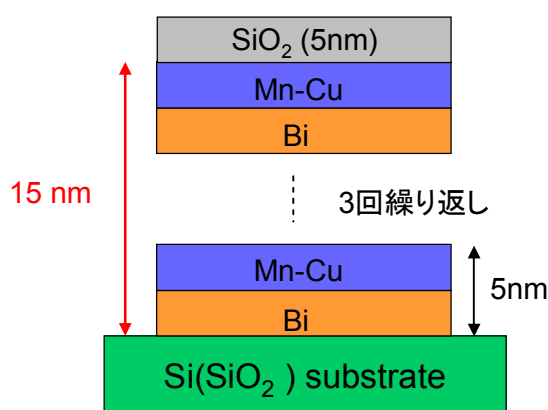 SiO₂ (5nm)
Mn-Cu
Bi
15 nm
3回繰り返し
Mn-Cu
5nm
Bi
Si(SiO₂ ) substrate